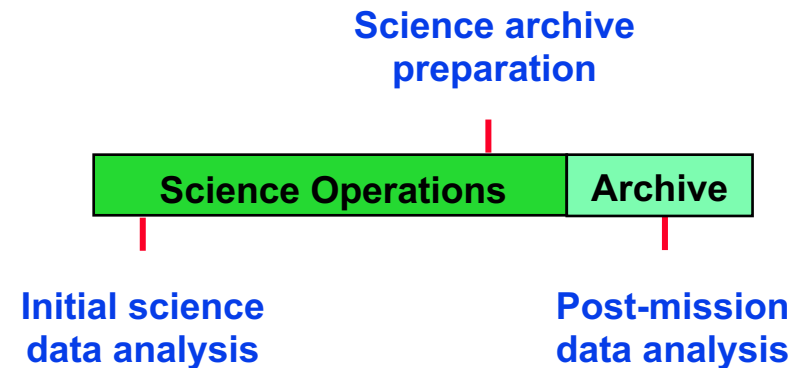 Science archive
preparation
Science Operations
Archive
Initial science
data analysis
Post-mission
data analysis